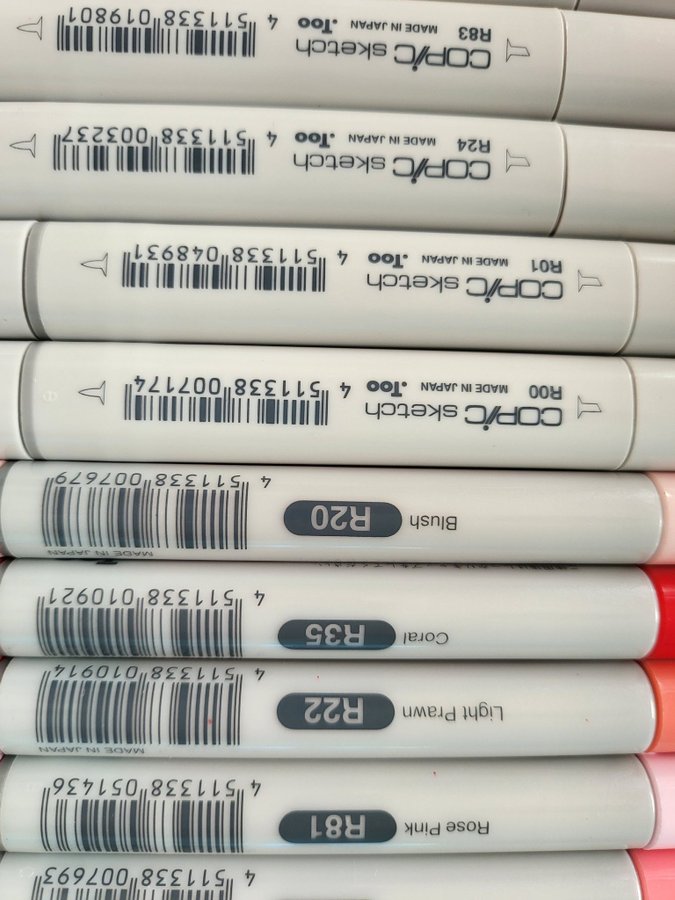 4 511338 007693
Rose Pink R81 4 511338 051436
MADE IN JAPAN
Light Prawn R22 4 511338 010914
Coral R35 4 511338 010921
MADE IN JAPAN
Blush R20 4 511338 007679
COPIC sketch
R00 MADE IN JAPAN .Too 4 511338 007174
COPIC sketch
R01 MADE IN JAPAN .Too 4 511338 048931
COPIC sketch
R24 MADE IN JAPAN .Too 4 511338 003237
COPIC sketch
R83 MADE IN JAPAN .Too 4 511338 019801